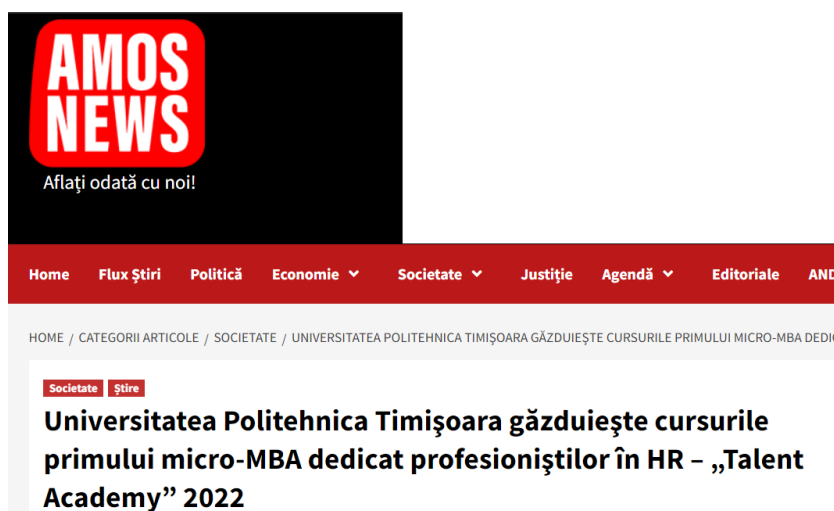 AMOS
NEWS
Aflați odată cu noi!
Home Flux Știri Politică Economie Societate Justiție Agendă Editoriale
HOME / CATEGORII ARTICOLE / SOCIETATE / UNIVERSITATEA POLITEHNICA TIMIŞOARA GĂZDUIEŞTE CURSURILE PRIMULUI MICRO-MBA
Societate Știre
Universitatea Politehnica Timişoara găzduieşte cursurile
primului micro-MBA dedicat profesioniştilor în HR – „Talent
Academy” 2022